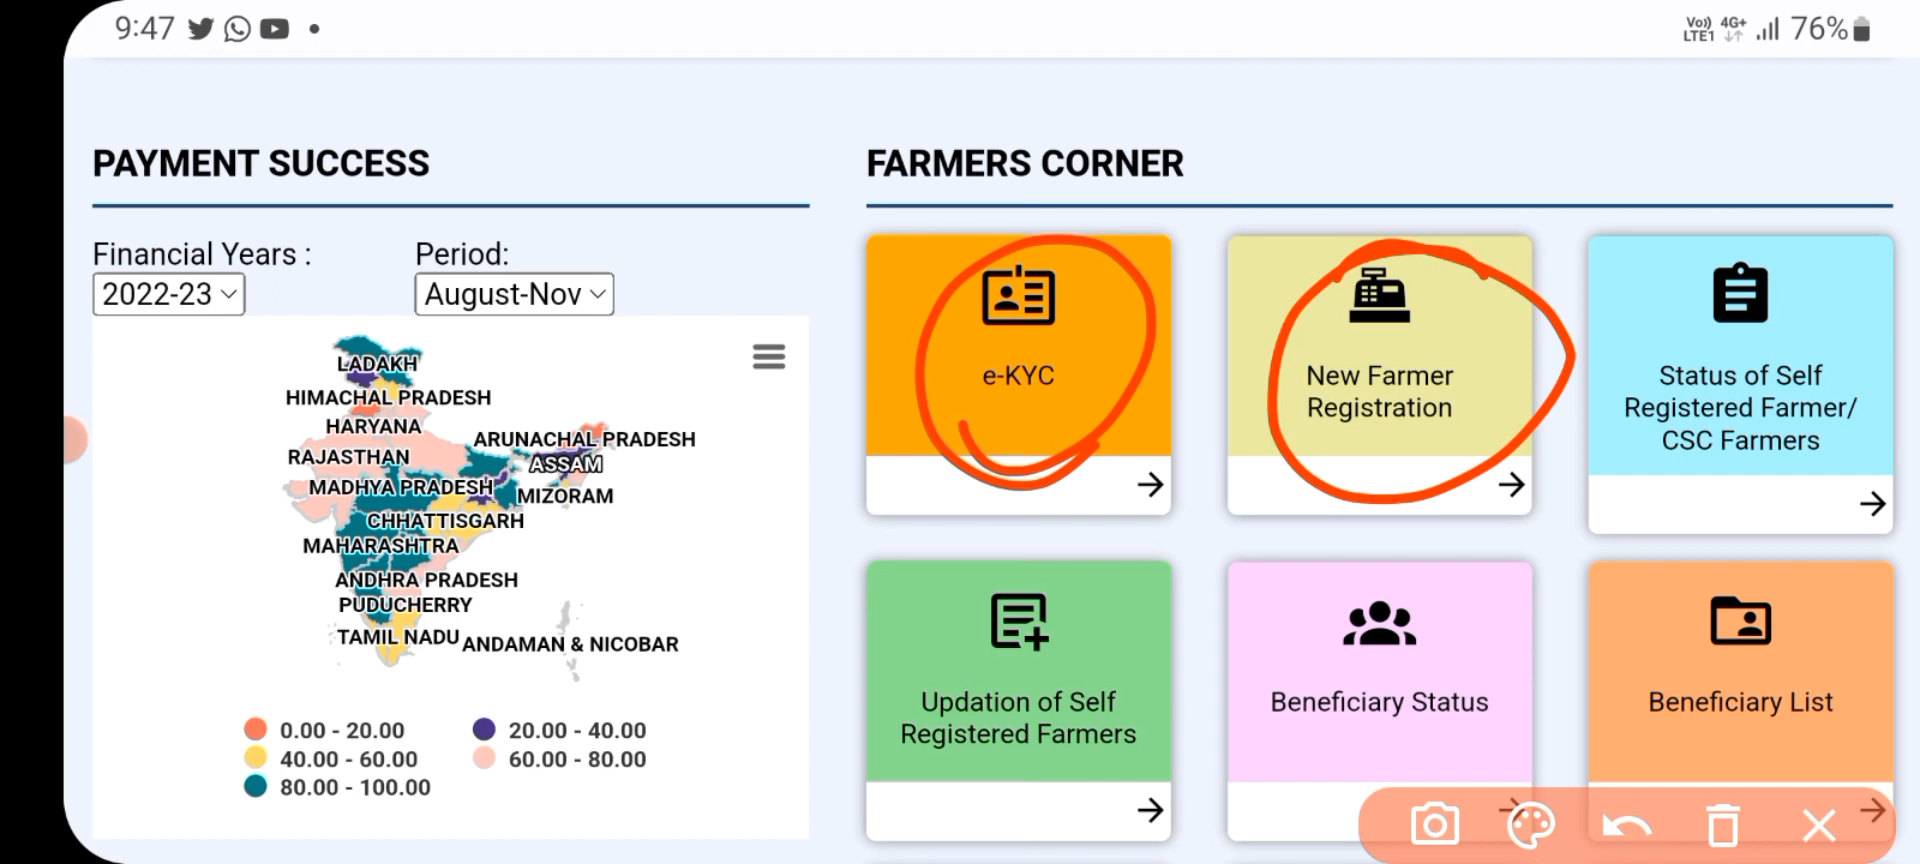 9:47
Vo)) LTE1 4G+ 76%
PAYMENT SUCCESS
Financial Years :
Period:
2022-23
August-Nov
LADAKH
HIMACHAL PRADESH
HARYANA
ARUNACHAL PRADESH
RAJASTHAN
ASSAM
MADHYA PRADESH
MIZORAM
CHHATTISGARH
MAHARASHTRA
ANDHRA PRADESH
PUDUCHERRY
TAMIL NADU
ANDAMAN & NICOBAR
0.00 - 20.00
20.00 - 40.00
40.00 - 60.00
60.00 - 80.00
80.00 - 100.00
FARMERS CORNER
e-KYC
New Farmer
Registration
Status of Self
Registered Farmer/
CSC Farmers
Updation of Self
Registered Farmers
Beneficiary Status
Beneficiary List